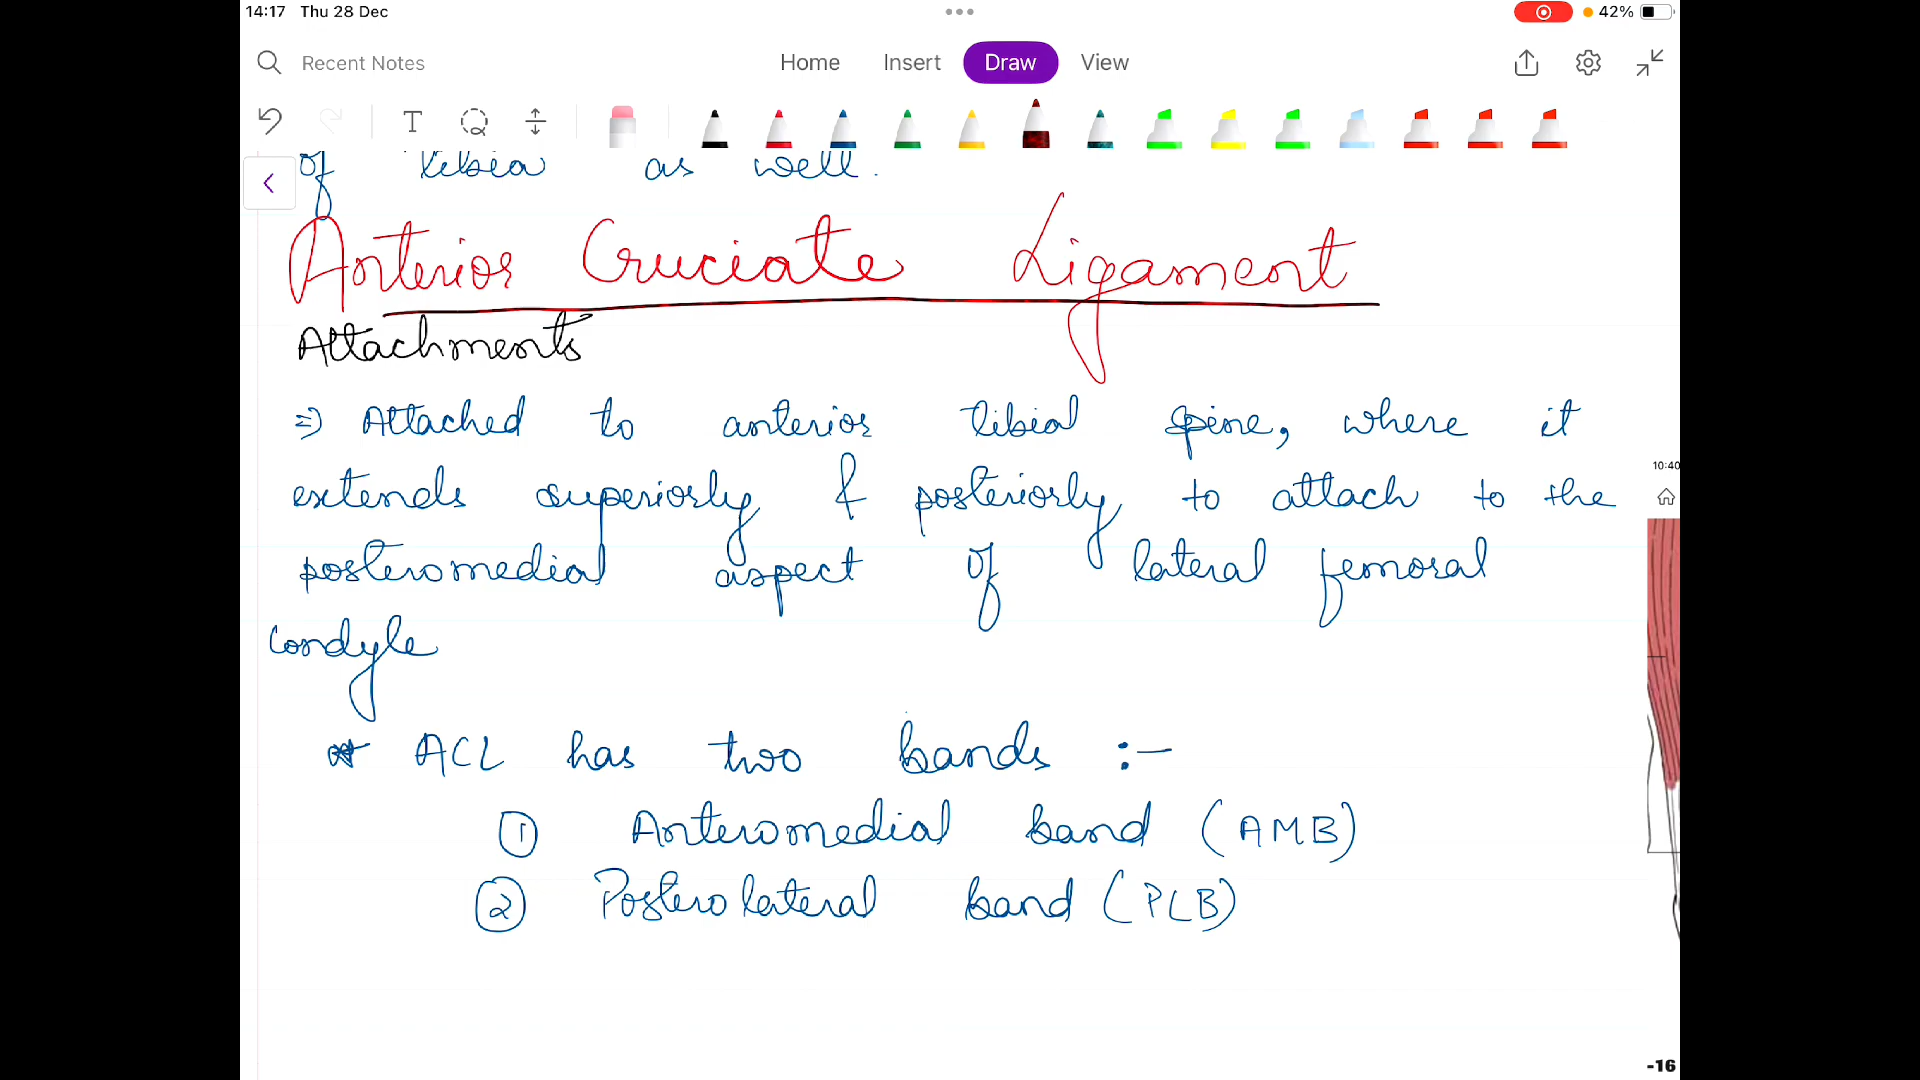 14:17 Thu 28 Dec
42%
Recent Notes
Home Insert Draw View
T
of tibia as well.
Anterior Cruciate Ligament
Attachments
=) Attached to anterior tibial spine, where it
extends superiorly & posteriorly to attach to the
posteromedial aspect of lateral femoral
condyle
* ACL has two bands :-
① Anteromedial band (AMB)
② Posterolateral band (PLB)
10:40
-16